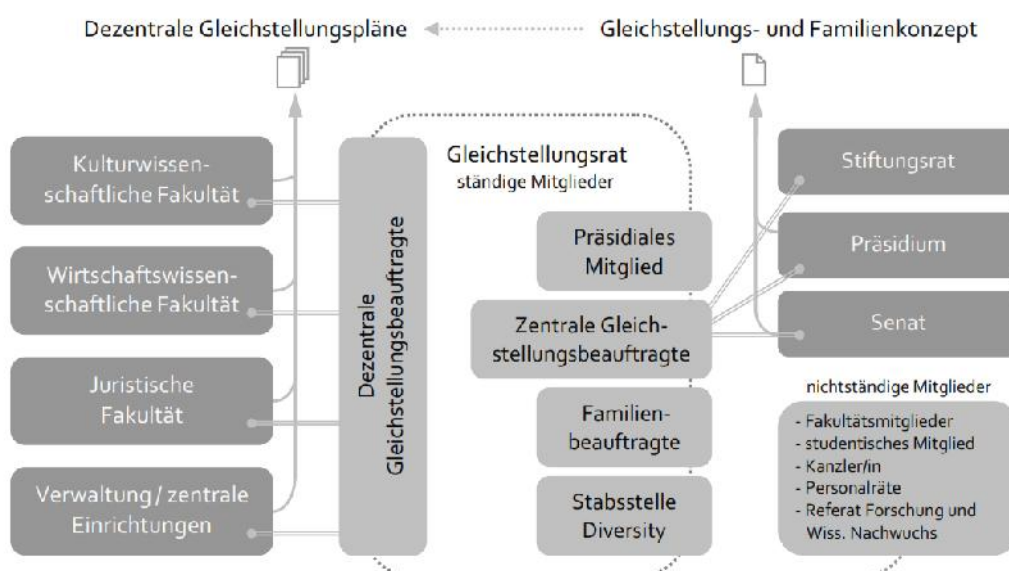 Dezentrale Gleichstellungspläne
Gleichstellungs- und Familienkonzept
Kulturwissen-
schaftliche Fakultät
Wirtschaftswissen-
schaftliche Fakultät
Juristische
Fakultät
Verwaltung / zentrale
Einrichtungen
Dezentrale
Gleichstellungsbeauftragte
Gleichstellungsrat
ständige Mitglieder
Präsidiales
Mitglied
Zentrale Gleich-
stellungsbeauftragte
Familien-
beauftragte
Stabsstelle
Diversity
Stiftungsrat
Präsidium
Senat
nichtständige Mitglieder
- Fakultätsmitglieder
- studentisches Mitglied
- Kanzler/in
- Personalräte
- Referat Forschung und
Wiss. Nachwuchs